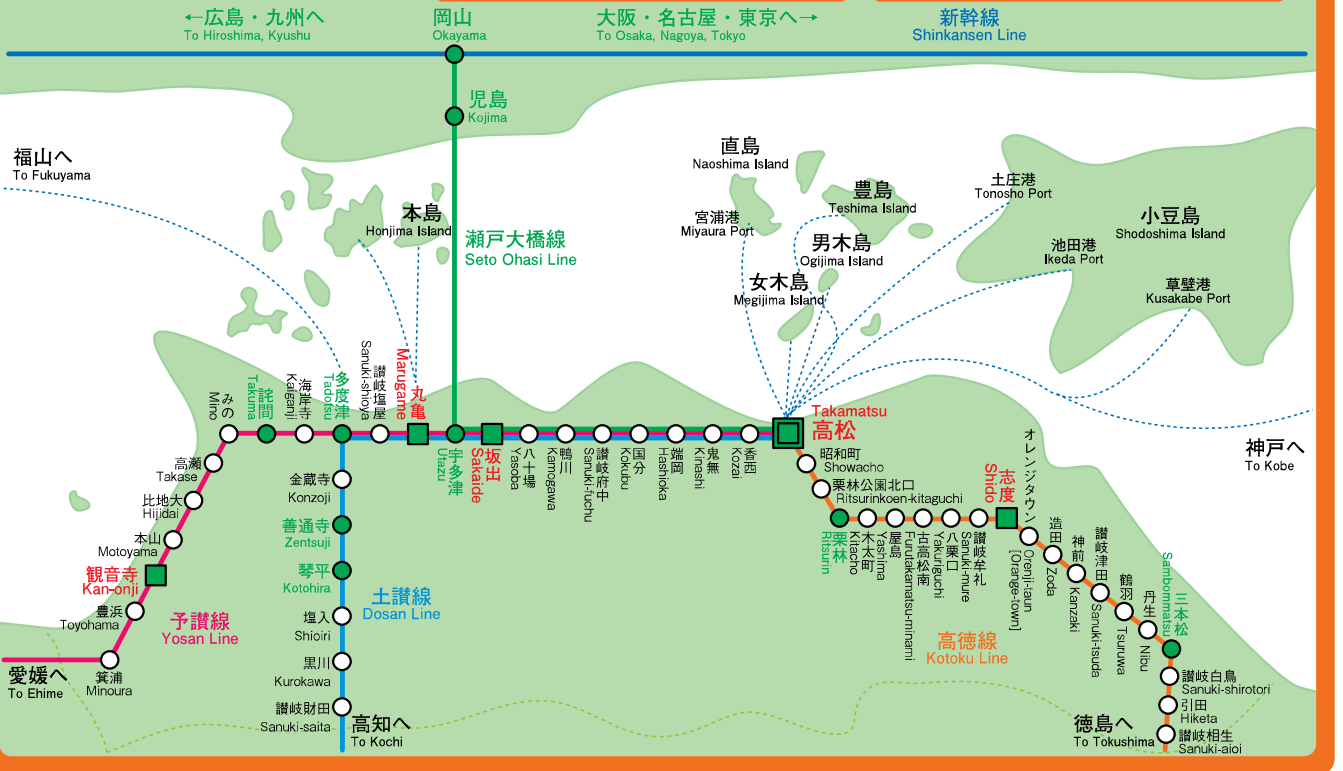 ←広島・九州へ
To Hiroshima, Kyushu
岡山
Okayama
大阪・名古屋・東京へ→
To Osaka, Nagoya, Tokyo
新幹線
Shinkansen Line
児島
Kojima
福山へ
To Fukuyama
本島
Honjima Island
瀬戸大橋線
Seto Ohasi Line
直島
Naoshima Island
宮浦港
Miyaura Port
豊島
Teshima Island
男木島
Ogijima Island
女木島
Megijima Island
土庄港
Tonosho Port
池田港
Ikeda Port
小豆島
Shodoshima Island
草壁港
Kusakabe Port
神戸へ
To Kobe
みの
Mino
詫間
Takuma
海岸寺
Kaiganji
多度津
Tadotsu
讃岐塩屋
Sanuki-shioya
丸亀
Marugame
宇多津
Utazu
坂出
Sakaide
八十場
Yasoba
鴨川
Kamogawa
讃岐府中
Sanuki-fuchu
国分
Kokubu
端岡
Hashioka
鬼無
Kinashi
香西
Kozai
Takamatsu
高松
高瀬
Takase
比地大
Hijidai
本山
Motoyama
観音寺
Kan-onji
豊浜
Toyohama
箕浦
Minoura
予讃線
Yosan Line
愛媛へ
To Ehime
金蔵寺
Konzoji
善通寺
Zentsuji
琴平
Kotohira
塩入
Shioiri
黒川
Kurokawa
讃岐財田
Sanuki-saita
土讃線
Dosan Line
高知へ
To Kochi
昭和町
Showacho
栗林公園北口
Ritsurinkoen-kitaguchi
栗林
Ritsurin
木太町
Kitacho
屋島
Yashima
古高松南
Furutakamatsu-minami
八栗口
Yakuriguchi
讃岐牟礼
Sanuki-mure
志度
Shido
オレンジタウン
Orenji-taun
[Orange-town]
造田
Zoda
神前
Kanzaki
讃岐津田
Sanuki-tsuda
鶴羽
Tsuruwa
丹生
Nibu
三本松
Sambommatsu
讃岐白鳥
Sanuki-shirotori
引田
Hiketa
讃岐相生
Sanuki-aioi
高徳線
Kotoku Line
徳島へ
To Tokushima